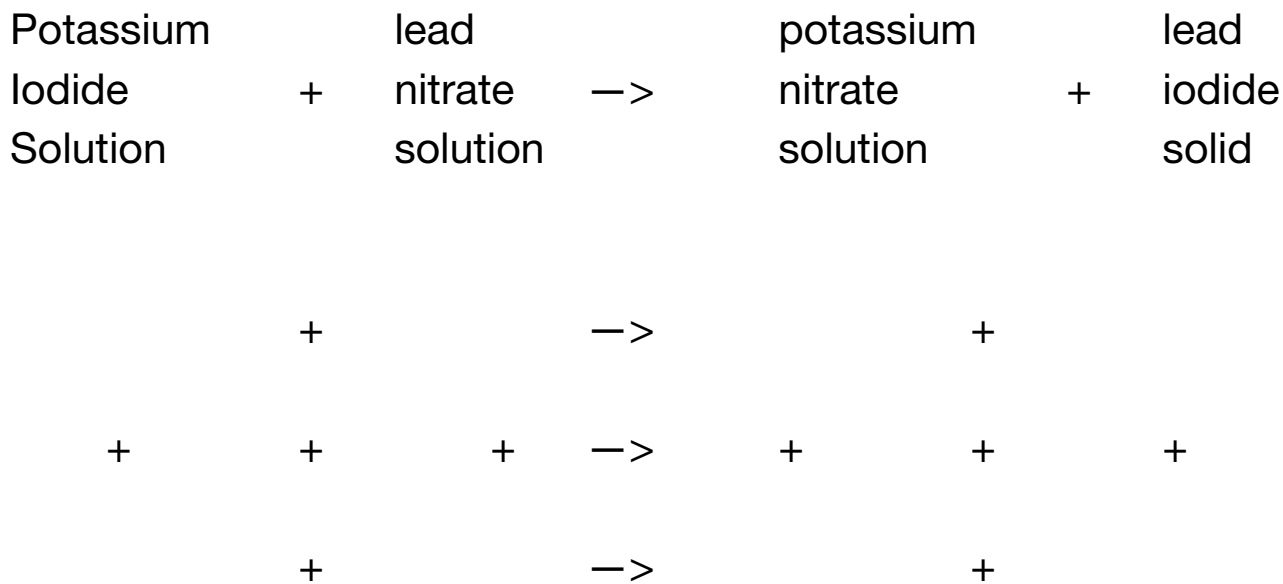 Potassium lead potassium lead
Iodide + nitrate —> nitrate + iodide
Solution solution solution solid
+ —> +
+ + + —> + + +
+ —> +